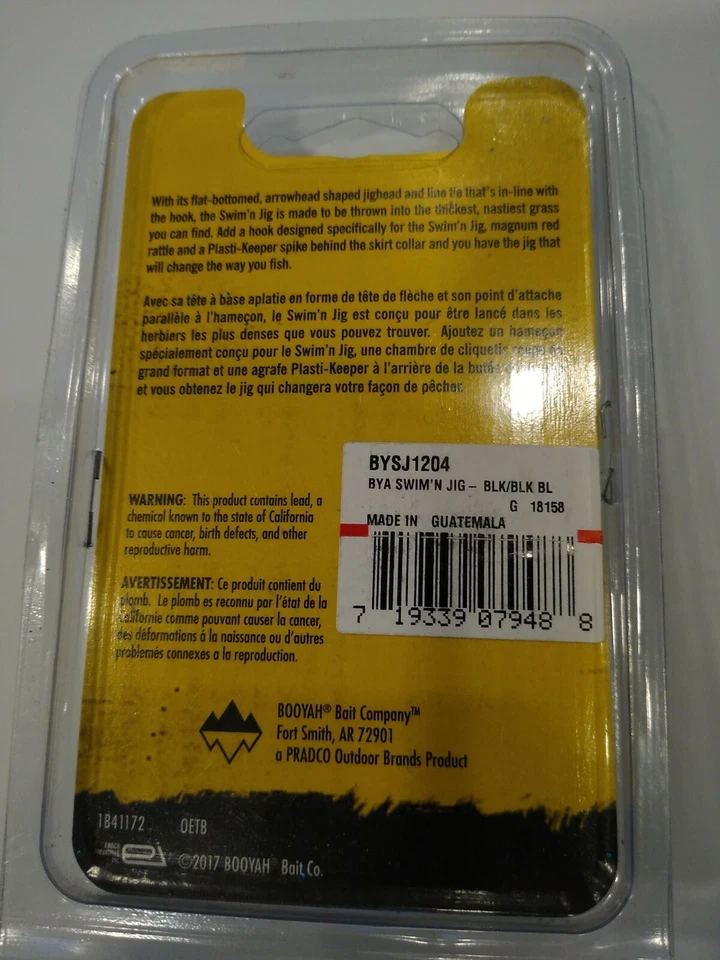 With its flat-bottomed, arrowhead shaped jighead and line tie that's in-line with
the hook, the Swim'n Jig is made to be thrown into the thickest, nastiest grass
you can find. Add a hook designed specifically for the Swim'n Jig, magnum red
rattle and a Plasti-Keeper spike behind the skirt collar and you have the jig that
will change the way you fish.
Avec sa tête à base aplatie en forme de tête de flèche et son point d'attache
parallèle à l'hameçon, le Swim'n Jig est conçu pour être lancé dans les
herbiers les plus denses que vous pouvez trouver. Ajoutez un hameçon
spécialement conçu pour le Swim'n Jig, une chambre de cliquetis
grand format et une agrafe Plasti-Keeper à l'arrière de la
et vous obtenez le jig qui changera votre façon de pêcher.
BYSJ1204
BYA SWIM'N JIG - BLK/BLK BL
G 18158
MADE IN GUATEMALA
7 19339 07948 8
WARNING: This product contains lead, a
chemical known to the state of California
to cause cancer, birth defects, and other
reproductive harm.
AVERTISSEMENT: Ce produit contient du
plomb. Le plomb es reconnu par l'état de la
Californie comme pouvant causer la cancer,
des déformations á la naissance ou d'autres
problemés connexes a la reproduction.
BOOYAH® Bait Company™
Fort Smith, AR 72901
a PRADCO Outdoor Brands Product
1B41172 OETB
©2017 BOOYAH Bait Co.